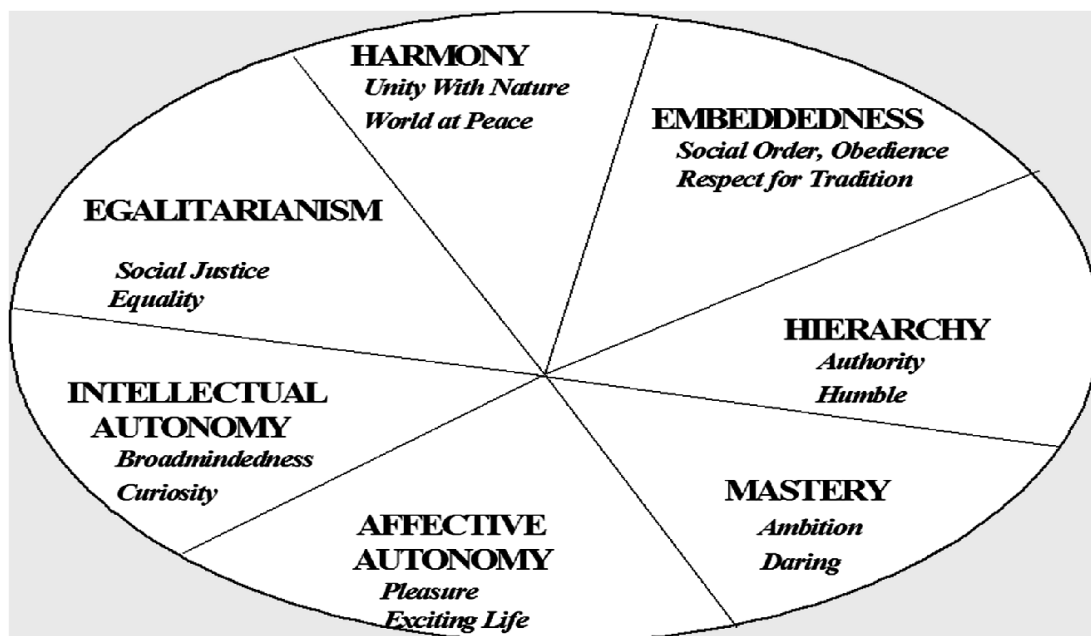 HARMONY
Unity With Nature
World at Peace
EMBEDDEDNESS
Social Order, Obedience
Respect for Tradition
EGALITARIANISM
Social Justice
Equality
HIERARCHY
Authority
Humble
INTELLECTUAL
AUTONOMY
Broadmindedness
Curiosity
MASTERY
Ambition
Daring
AFFECTIVE
AUTONOMY
Pleasure
Exciting Life